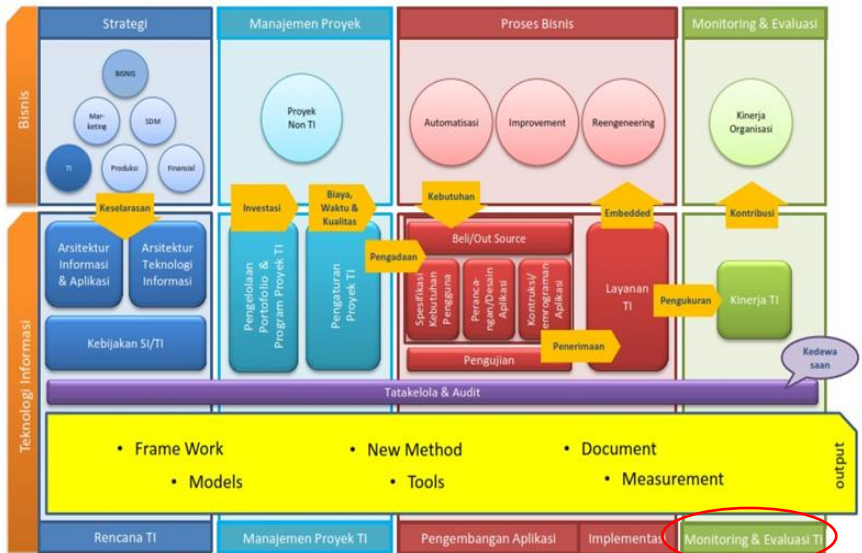 Strategi
Manajemen Proyek
Proses Bisnis
Monitoring & Evaluasi
Bisnis
BISNIS
Mar-
keting
SDM
TI
Produksi
Finansial
Proyek
Non TI
Automatisasi
Improvement
Reengeneering
Kinerja
Organisasi
Keselarasan
Investasi
Biaya,
Waktu &
Kualitas
Kebutuhan
Embedded
Kontribusi
Teknologi Informasi
Arsitektur
Informasi
& Aplikasi
Arsitektur
Teknologi
Informasi
Kebijakan SI/TI
Pengelolaan
Portofolio &
Program Proyek TI
Pengaturan
Proyek TI
Pengadaan
Beli/Out Source
Spesifikasi
Kebutuhan
Pengguna
Peranca-
ngan/Desain
Aplikasi
Kontruksi/
emrograman
Aplikasi
Pengujian
Penerimaan
Layanan
TI
Pengukuran
Kinerja TI
Kedewa
saan
Tatakelola & Audit
• Frame Work
• New Method
• Document
• Models
• Tools
• Measurement
output
Rencana TI
Manajemen Proyek TI
Pengembangan Aplikasi
Implementas
Monitoring & Evaluasi TI